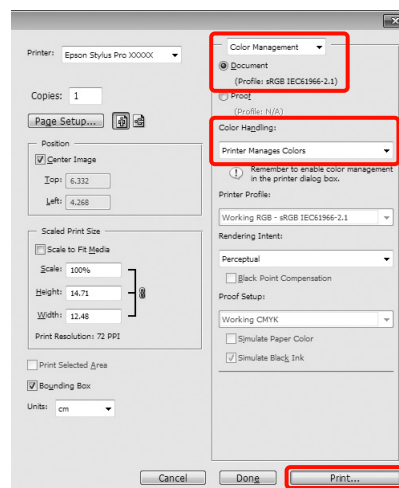 Printer: Epson Stylus Pro XXXXX
Copies: 1
Page Setup...
Position
Center Image
Top: 6.332
Left: 4.268
Scaled Print Size
Scale to Fit Media
Scale: 100%
Height: 14.71
Width: 12.48
Print Resolution: 72 PPI
Print Selected Area
Bounding Box
Units: cm
Color Management
Document
(Profile: sRGB IEC61966-2.1)
Proof
(Profile: N/A)
Color Handling:
Printer Manages Colors
Remember to enable color management
in the printer dialog box.
Printer Profile:
Working RGB - sRGB IEC61966-2.1
Rendering Intent:
Perceptual
Black Point Compensation
Proof Setup:
Working CMYK
Simulate Paper Color
Simulate Black Ink
Cancel
Done
Print...